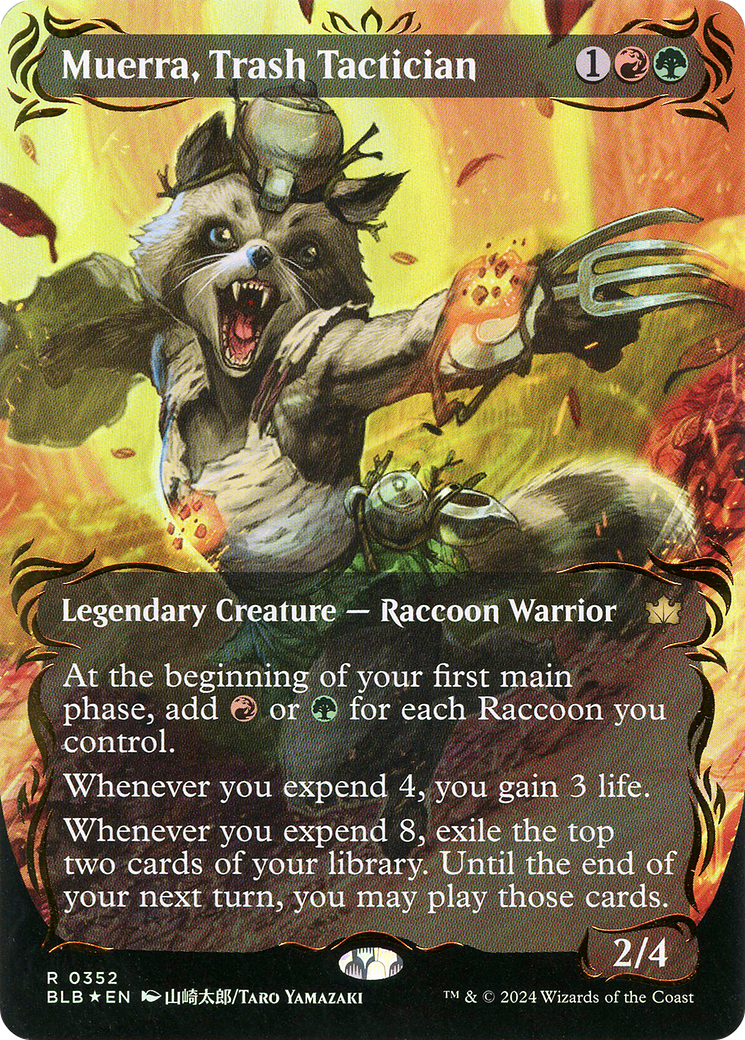 Muerra, Trash Tactician 1
Legendary Creature — Raccoon Warrior
At the beginning of your first main
phase, add or for each Raccoon you
control.
Whenever you expend 4, you gain 3 life.
Whenever you expend 8, exile the top
two cards of your library. Until the end of
your next turn, you may play those cards.
2/4
R 0352
BLB★EN 山崎太郎/Taro Yamazaki
™ & © 2024 Wizards of the Coast